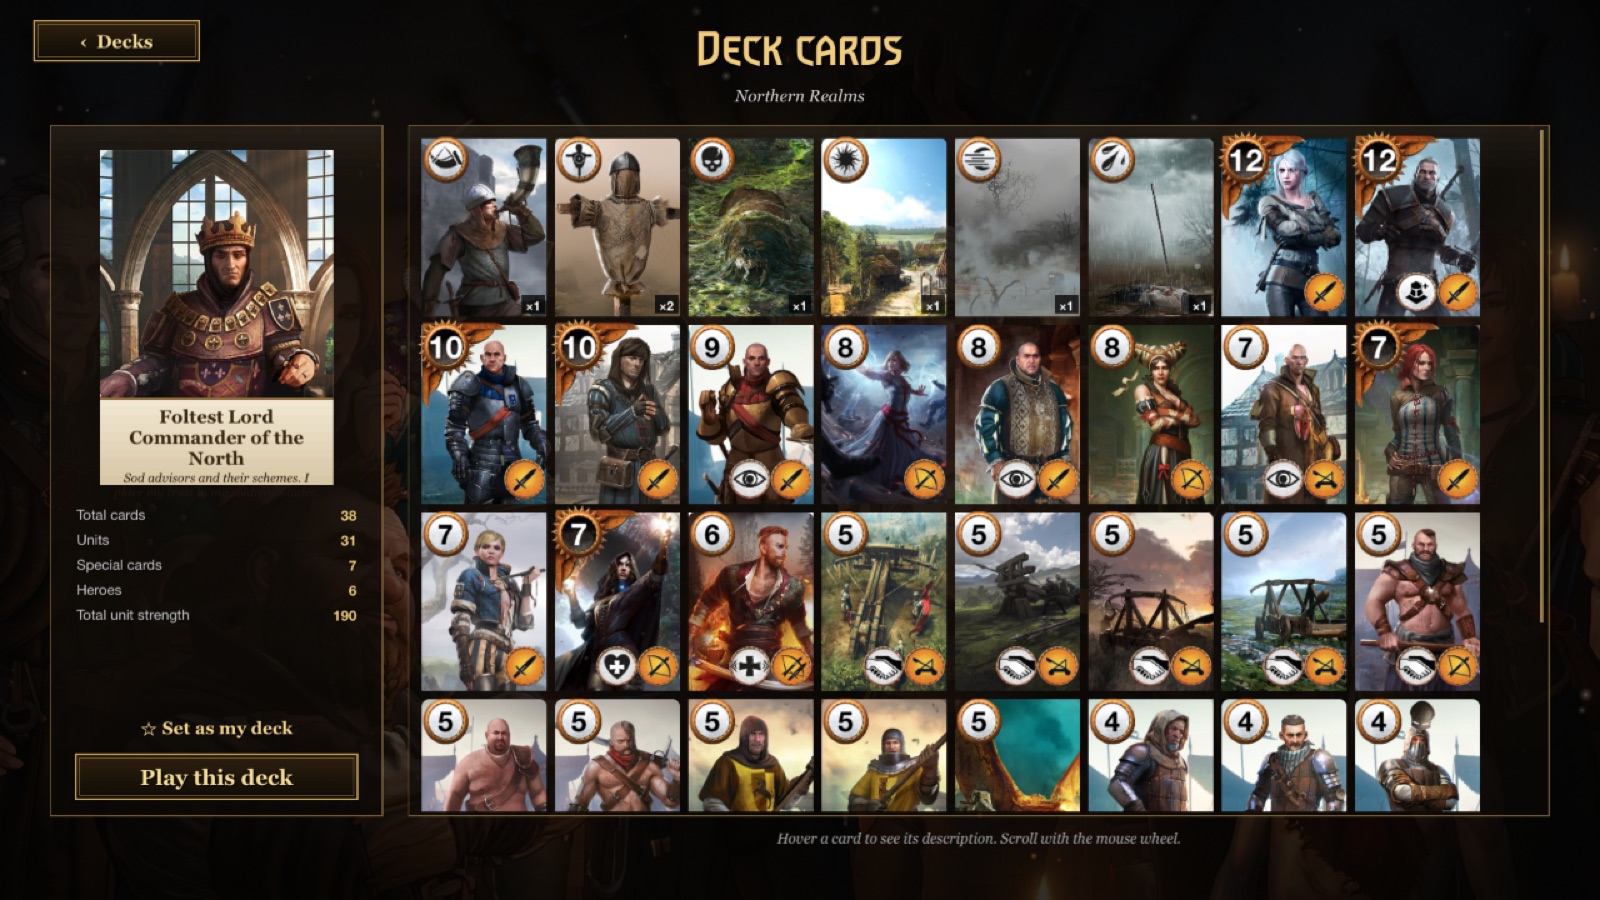 ‹ Decks
Deck cards
Northern Realms
Foltest Lord
Commander of the
North
Sod advisors and their schemes. I
Total cards 38
Units 31
Special cards 7
Heroes 6
Total unit strength 190
☆ Set as my deck
Play this deck
x1 x2 x1 x1 x1 x1 12 12
10 10 9 8 8 8 7 7
7 7 6 5 5 5 5 5
5 5 5 5 5 4 4 4
Hover a card to see its description. Scroll with the mouse wheel.